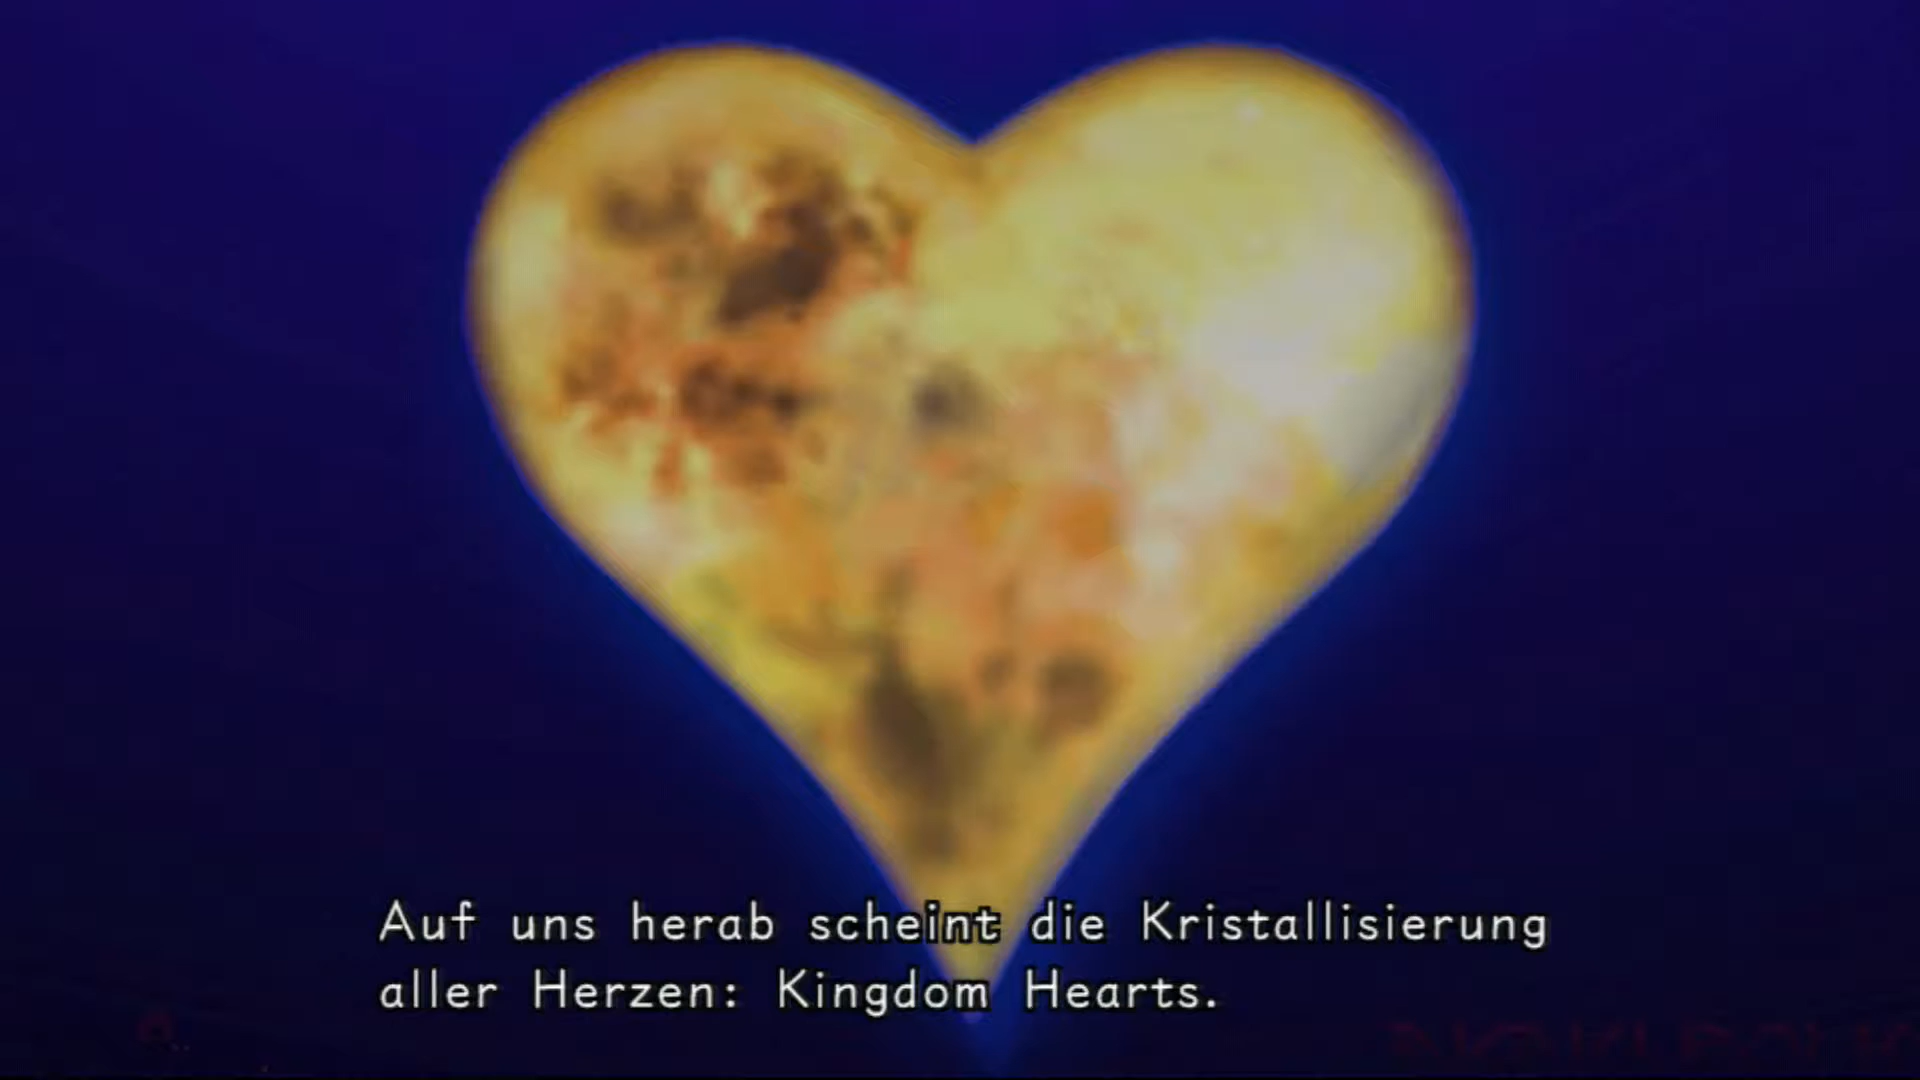 Auf uns herab scheint die Kristallisierung
aller Herzen: Kingdom Hearts.